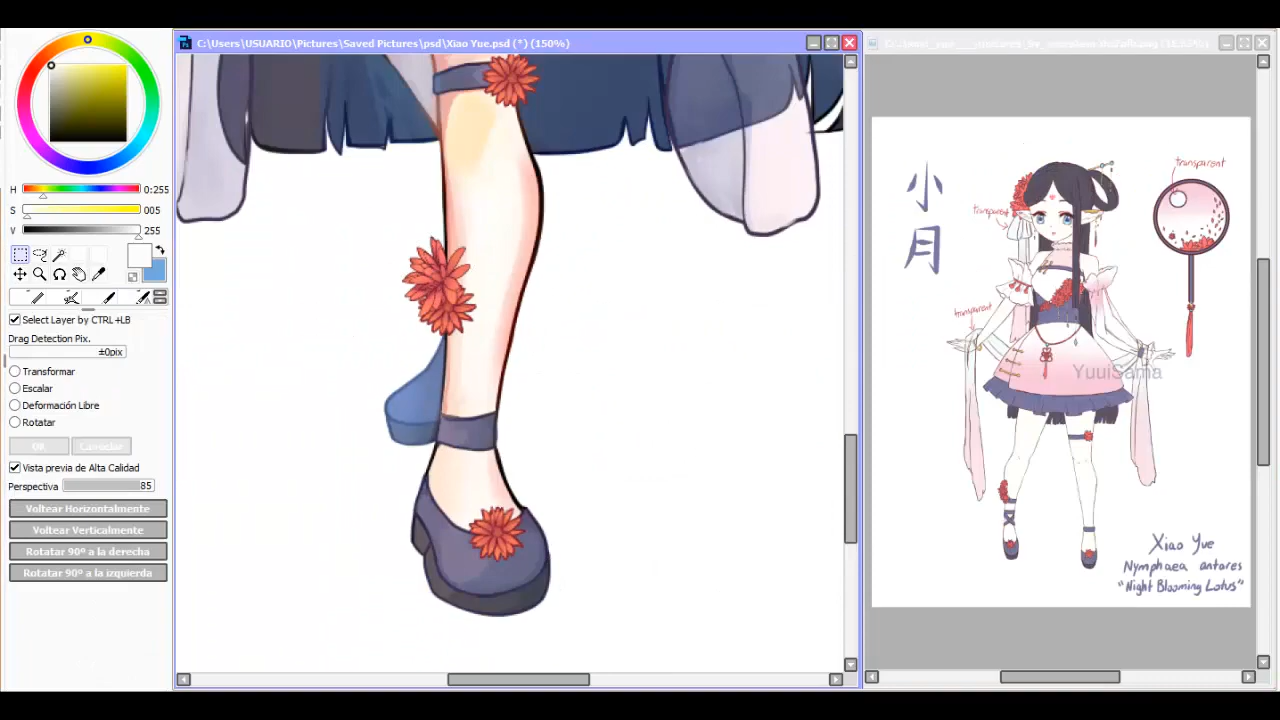 C:\Users\USUARIO\Pictures\Saved Pictures\psd\Xiao Yue.psd (*) (150%)
H
0:255
S
005
V
255
Select Layer by CTRL +LB
Drag Detection Pix.
±0pix
Transformar
Escalar
Deformación Libre
Rotatar
OK
Cancelar
Vista previa de Alta Calidad
Perspectiva
85
Voltear Horizontalmente
Voltear Verticalmente
Rotatar 90º a la derecha
Rotatar 90º a la izquierda
小月
transparent
transparent
transparent
YuuiSama
Xiao Yue
Nymphaea antares
"Night Blooming Lotus"